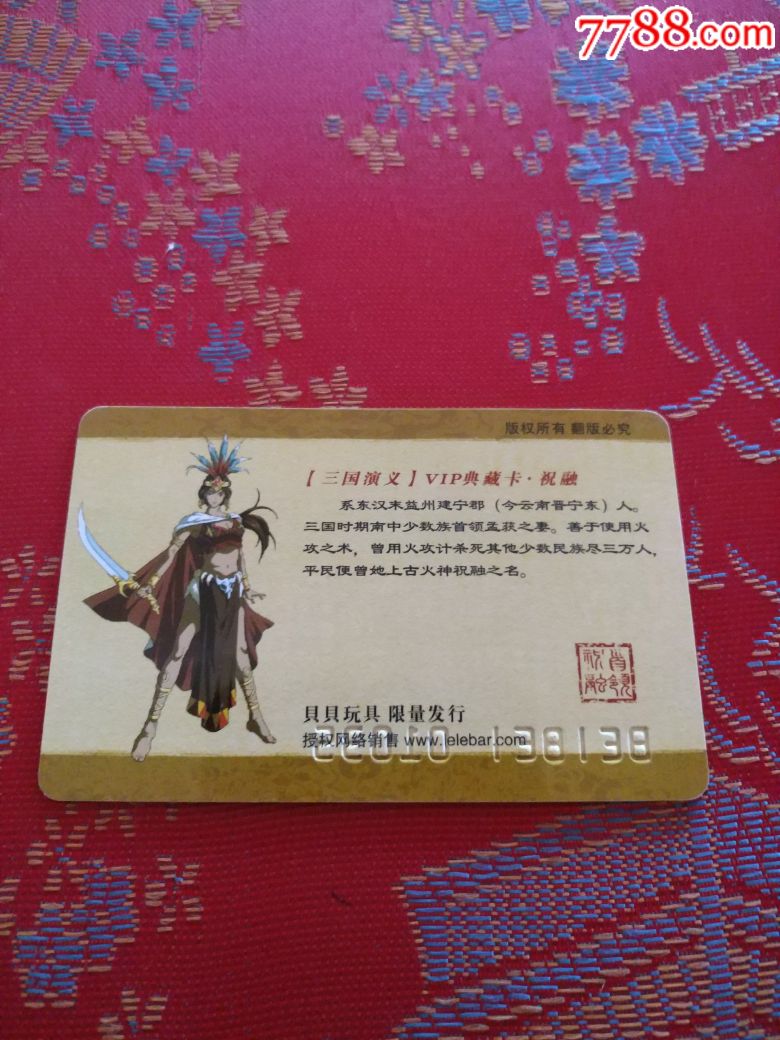 7788.com
版权所有 翻版必究
【三国演义】VIP典藏卡·祝融
系东汉末益州建宁郡（今云南晋宁东）人。
三国时期南中少数族首领孟获之妻。善于使用火
攻之术，曾用火攻计杀死其他少数民族尽三万人，
平民便曾她上古火神祝融之名。
貝貝玩具 限量发行
授权网络销售 www.lelebar.com